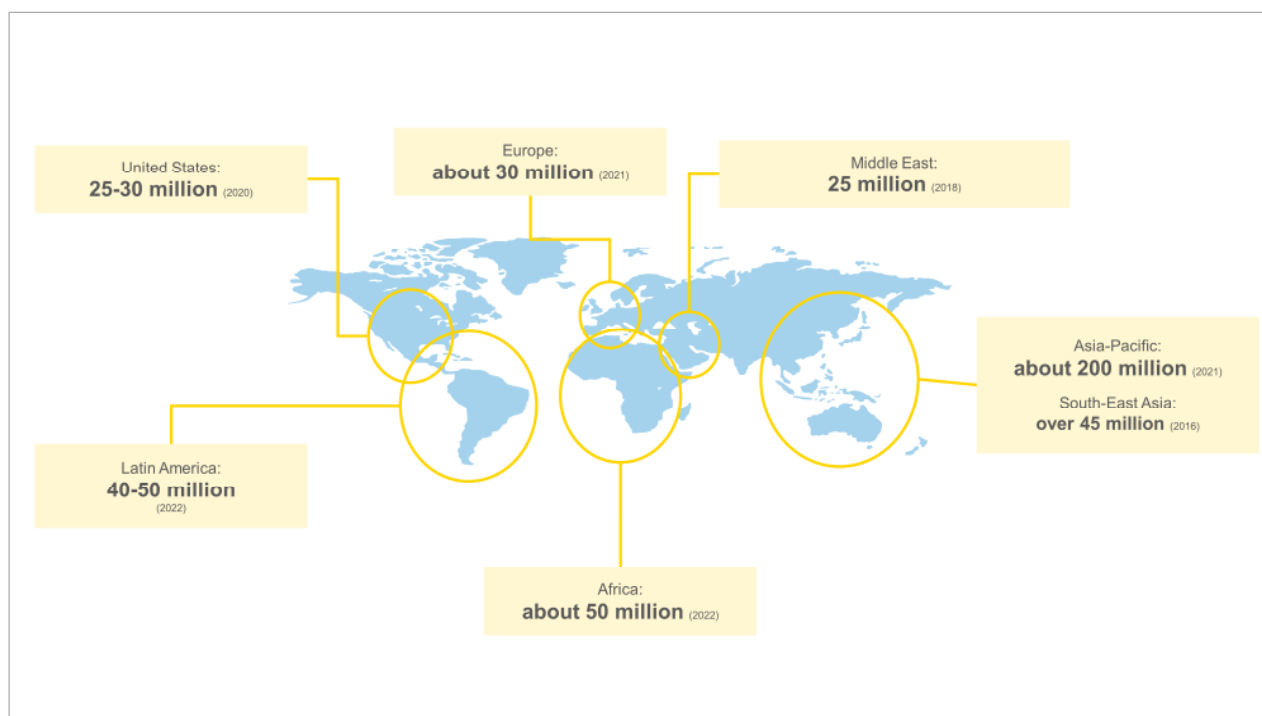 United States:
25-30 million (2020)
Europe:
about 30 million (2021)
Middle East:
25 million (2018)
Asia-Pacific:
about 200 million (2021)
South-East Asia:
over 45 million (2016)
Latin America:
40-50 million
(2022)
Africa:
about 50 million (2022)